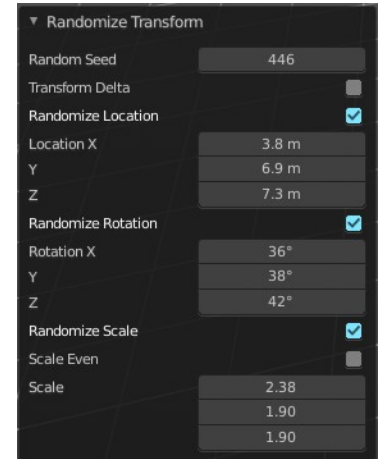 Randomize Transform
Random Seed 446
Transform Delta
Randomize Location
Location X 3.8 m
Y 6.9 m
Z 7.3 m
Randomize Rotation
Rotation X 36°
Y 38°
Z 42°
Randomize Scale
Scale Even
Scale 2.38
1.90
1.90